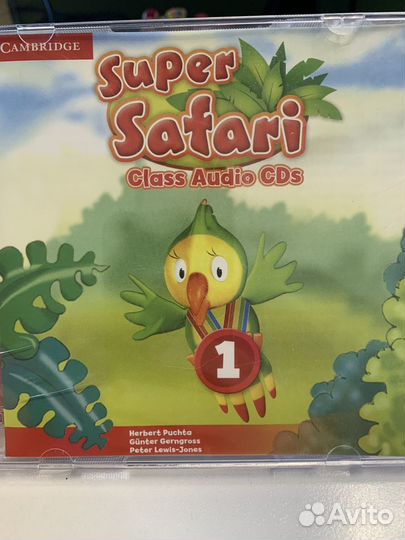 CAMBRIDGE
Super
Safari
Class Audio CDs
1
Herbert Puchta
Günter Gerngross
Peter Lewis-Jones
Avito